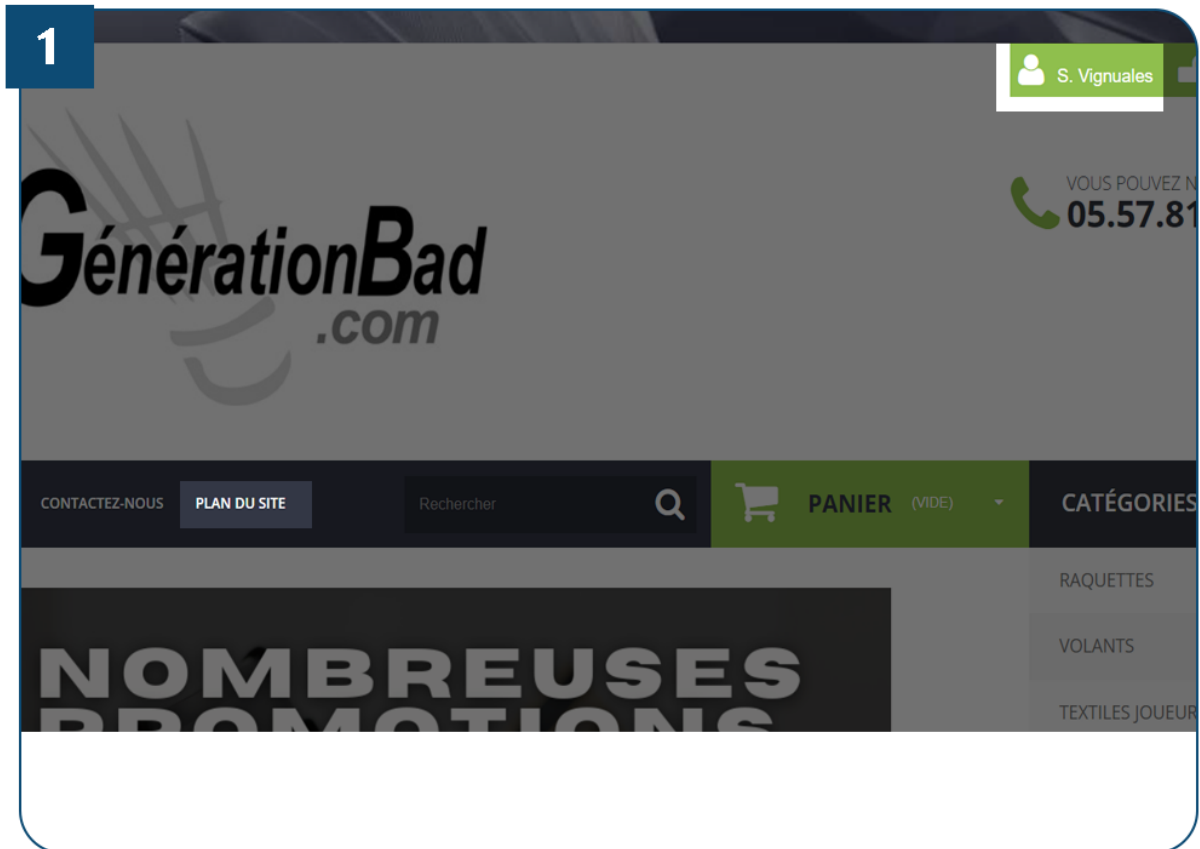 1
S. Vignuales
VOUS POUVEZ N
05.57.81
GénérationBad
.com
CONTACTEZ-NOUS
PLAN DU SITE
Rechercher
PANIER (VIDE)
CATÉGORIES
RAQUETTES
VOLANTS
TEXTILES JOUEUR
NOMBREUSES
PROMOTIONS